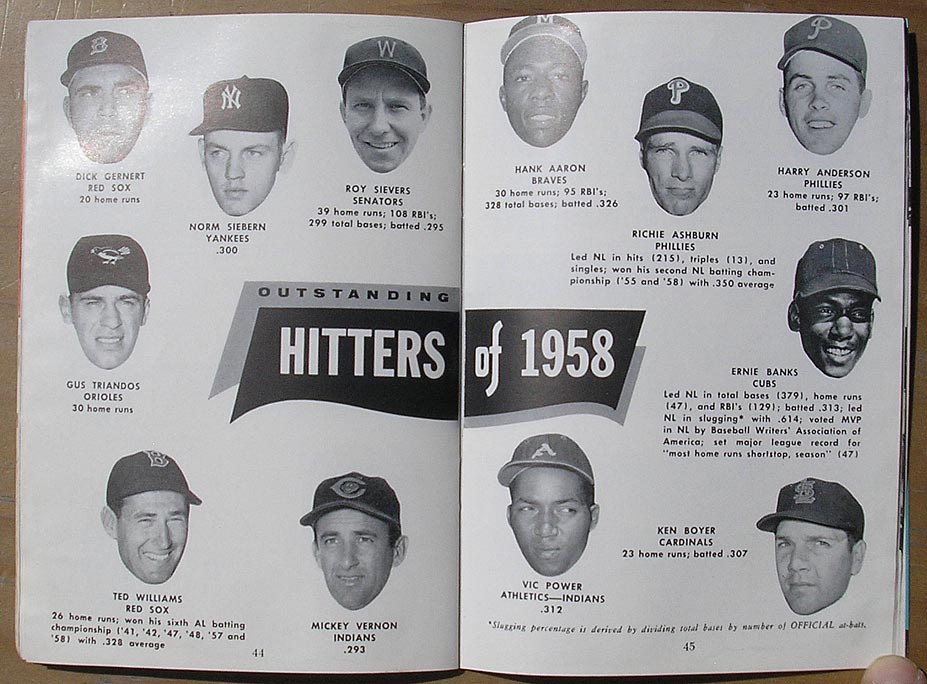 B
DICK GERNERT
RED SOX
20 home runs
NY
NORM SIEBERN
YANKEES
.300
W
ROY SIEVERS
SENATORS
39 home runs; 108 RBI's;
299 total bases; batted .295
GUS TRIANDOS
ORIOLES
30 home runs
OUTSTANDING
HITTERS of 1958
B
TED WILLIAMS
RED SOX
26 home runs; won his sixth AL batting
championship ('41, '42, '47, '48, '57 and
'58) with .328 average
C
MICKEY VERNON
INDIANS
.293
44
M
HANK AARON
BRAVES
30 home runs; 95 RBI's;
328 total bases; batted .326
P
RICHIE ASHBURN
PHILLIES
Led NL in hits (215), triples (13), and
singles; won his second NL batting cham-
pionship ('55 and '58) with .350 average
P
HARRY ANDERSON
PHILLIES
23 home runs; 97 RBI's;
batted .301
ERNIE BANKS
CUBS
Led NL in total bases (379), home runs
(47), and RBI's (129); batted .313; led
NL in slugging* with .614; voted MVP
in NL by Baseball Writers' Association of
America; set major league record for
"most home runs shortstop, season" (47)
A
VIC POWER
ATHLETICS—INDIANS
.312
KEN BOYER
CARDINALS
23 home runs; batted .307
STL
*Slugging percentage is derived by dividing total bases by number of OFFICIAL at-bats.
45